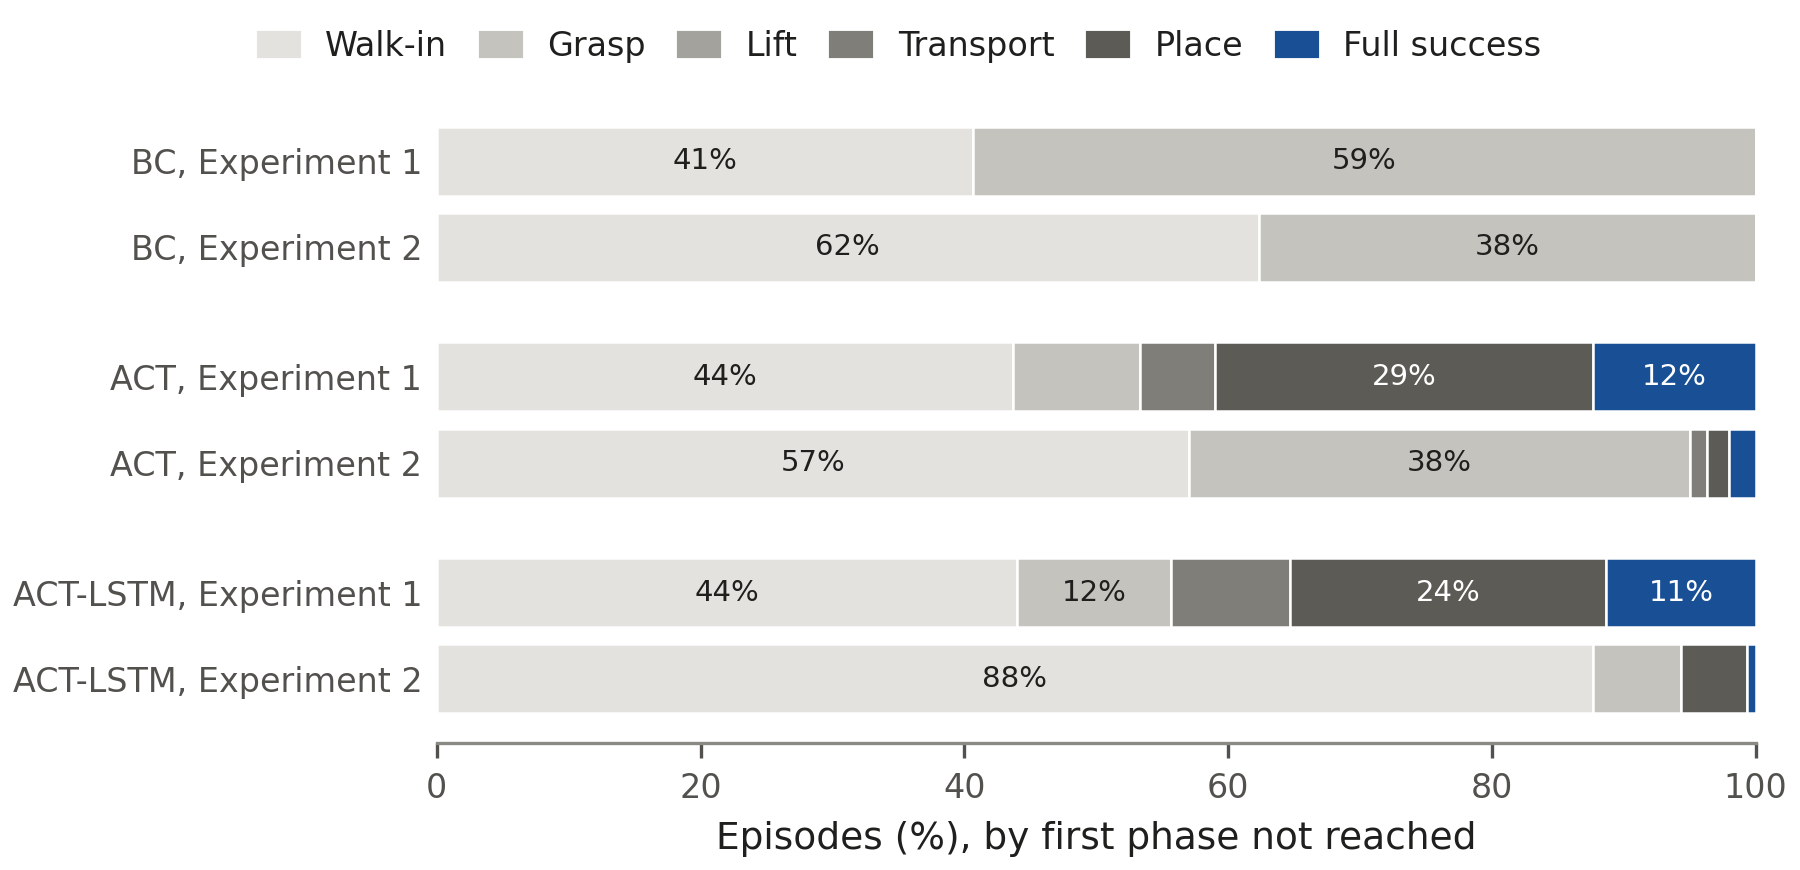 Walk-in Grasp Lift Transport Place Full success
BC, Experiment 1 41% 59%
BC, Experiment 2 62% 38%
ACT, Experiment 1 44% 29% 12%
ACT, Experiment 2 57% 38%
ACT-LSTM, Experiment 1 44% 12% 24% 11%
ACT-LSTM, Experiment 2 88%
0 20 40 60 80 100
Episodes (%), by first phase not reached